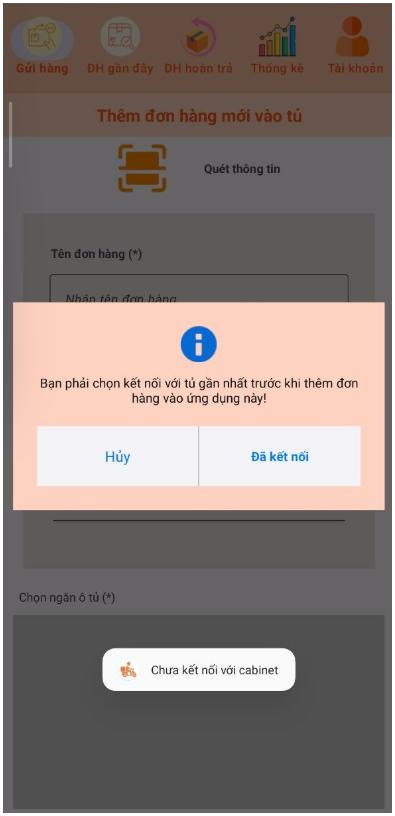 Gửi hàng
ĐH gần đây
DH hoàn trả
Thống kê
Tài khoản
Thêm đơn hàng mới vào tủ
Quét thông tin
Tên đơn hàng (*)
Nhập tên đơn hàng
Bạn phải chọn kết nối với tủ gần nhất trước khi thêm đơn
hàng vào ứng dụng này!
Hủy
Đã kết nối
Chọn ngăn ô tủ (*)
Chưa kết nối với cabinet